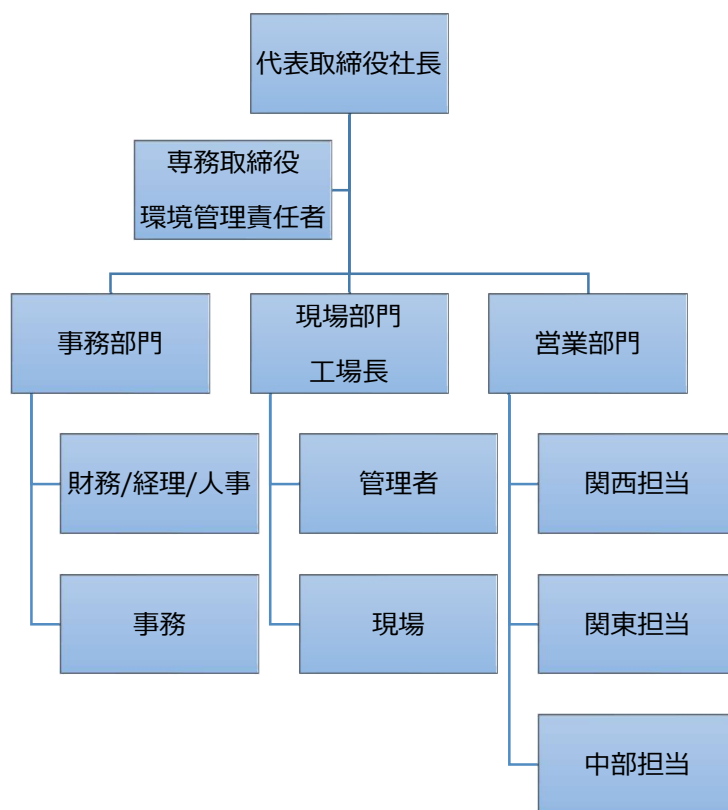 代表取締役社長
専務取締役
環境管理責任者
事務部門
現場部門
工場長
営業部門
財務/経理/人事
管理者
関西担当
事務
現場
関東担当
中部担当